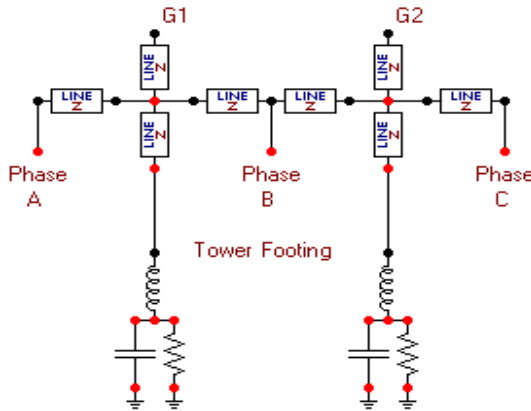 G1
G2
LINE Z
LINE Z
LINE Z
LINE Z
LINE Z
LINE Z
LINE Z
LINE Z
Phase
A
Phase
B
Phase
C
Tower Footing